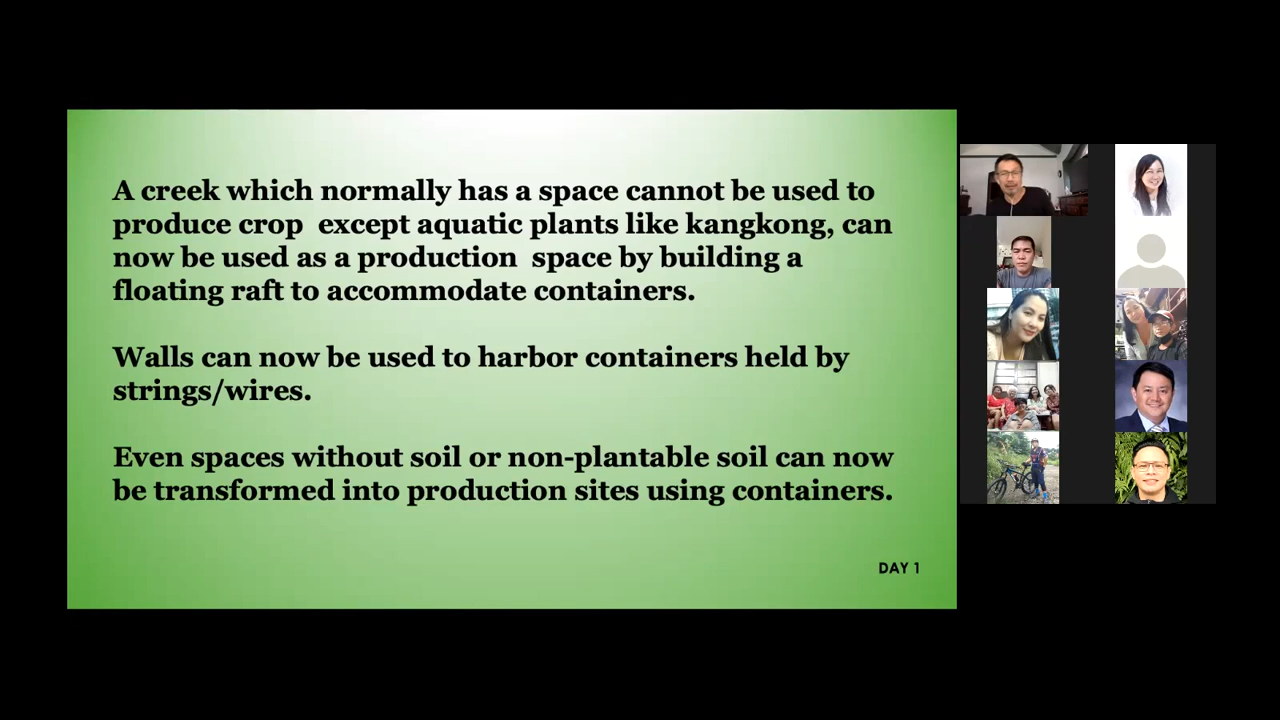 A creek which normally has a space cannot be used to
produce crop  except aquatic plants like kangkong, can
now be used as a production  space by building a
floating raft to accommodate containers.
Walls can now be used to harbor containers held by
strings/wires.
Even spaces without soil or non-plantable soil can now
be transformed into production sites using containers.
DAY 1